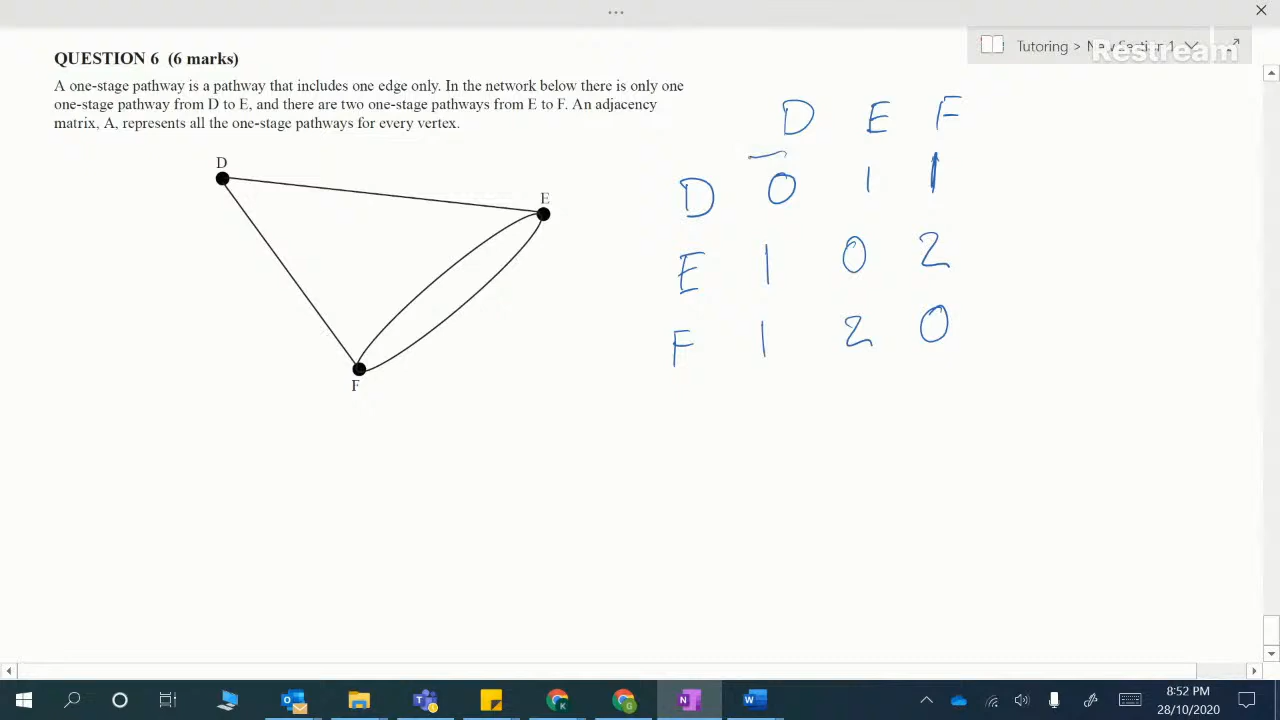 Tutoring > New Section 1
Restream
QUESTION 6 (6 marks)
A one-stage pathway is a pathway that includes one edge only. In the network below there is only one
one-stage pathway from D to E, and there are two one-stage pathways from E to F. An adjacency
matrix, A, represents all the one-stage pathways for every vertex.
D
E
F
D E F
D 0 1 1
E 1 0 2
F 1 2 0
8:52 PM
28/10/2020